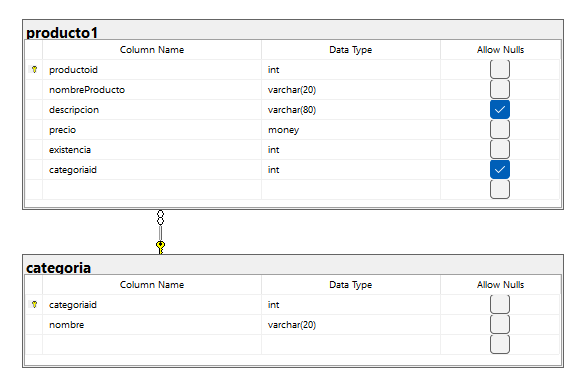 producto1
Column Name Data Type Allow Nulls
productoid int
nombreProducto varchar(20)
descripcion varchar(80)
precio money
existencia int
categoriaid int
categoria
Column Name Data Type Allow Nulls
categoriaid int
nombre varchar(20)